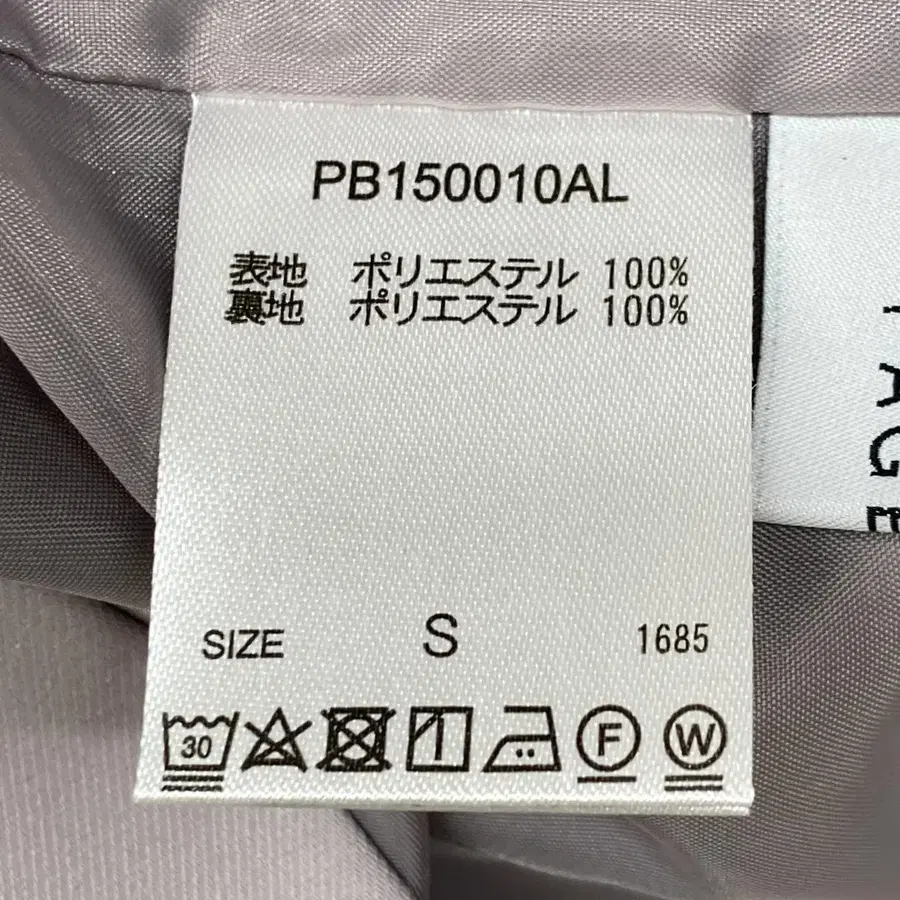 PB150010AL
表地 ポリエステル 100%
裏地 ポリエステル 100%
SIZE S 1685
30 F W
AGE